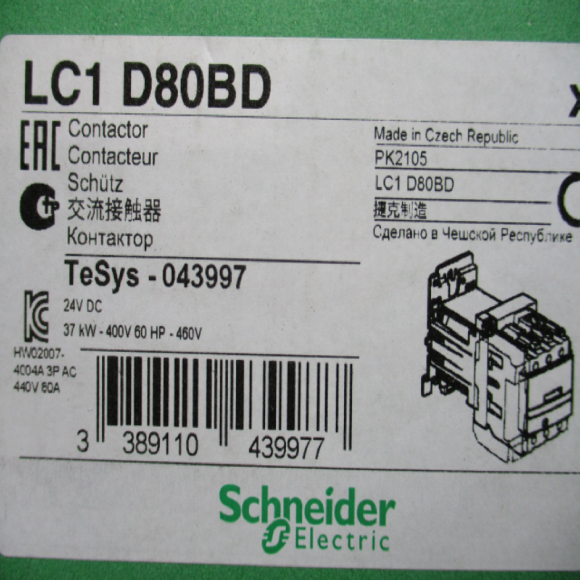 LC1 D80BD
EAC
Contactor
Contacteur
Schütz
交流接触器
Контактор
Made in Czech Republic
PK2105
LC1 D80BD
捷克制造
Сделано в Чешской Республике
TeSys - 043997
24V DC
37 kW - 400V 60 HP - 460V
HW02007-
4004A 3P AC
440V 80A
3 389110 439977
Schneider
Electric